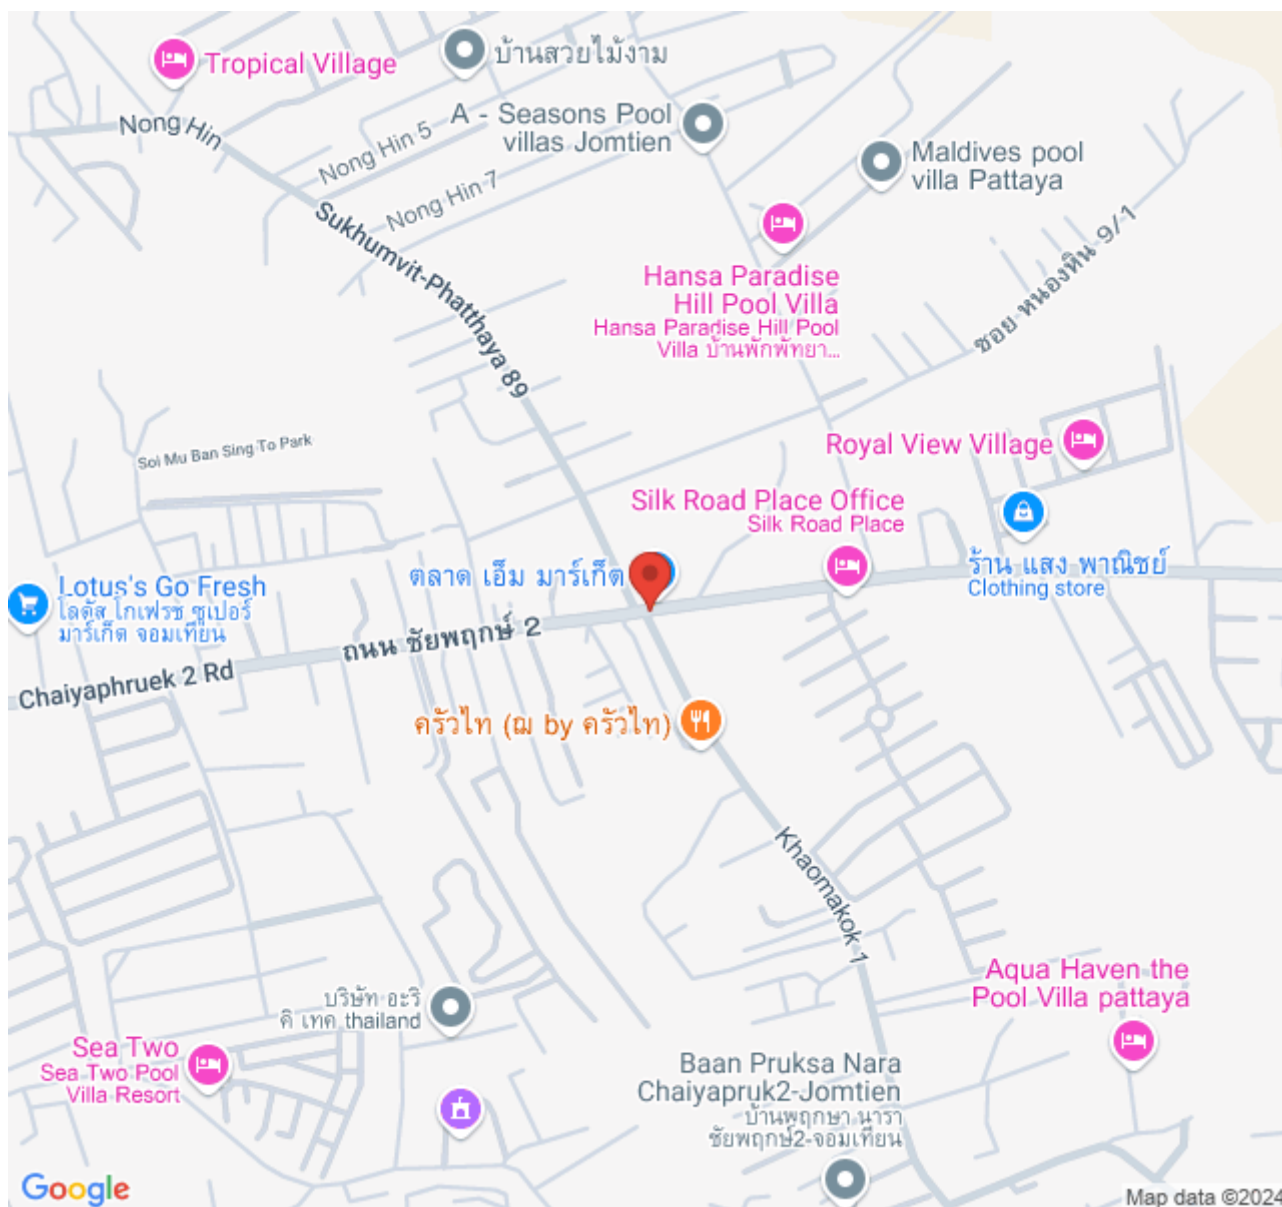 Tropical Village
บ้านสวยไม้งาม
A - Seasons Pool
villas Jomtien
Nong Hin
Nong Hin 5
Maldives pool
villa Pattaya
Nong Hin 7
Sukhumvit-Phatthaya 89
ซอย หนองหิน 9/1
Hansa Paradise
Hill Pool Villa
Hansa Paradise Hill Pool
Villa บ้านพักพัทยา...
Soi Mu Ban Sing To Park
Royal View Village
Silk Road Place Office
Silk Road Place
ตลาด เอ็ม มาร์เก็ต
ร้าน แสง พาณิชย์
Clothing store
Lotus's Go Fresh
โลตัส โกเฟรช ซูเปอร์
มาร์เก็ต จอมเทียน
ถนน ชัยพฤกษ์ 2
Chaiyaphruek 2 Rd
ครัวไท (ฌ by ครัวไท)
Khaomakok 1
Aqua Haven the
Pool Villa pattaya
บริษัท อะริ
คิ เทค thailand
Sea Two
Sea Two Pool
Villa Resort
Baan Pruksa Nara
Chaiyapruk2-Jomtien
บ้านพฤกษา นารา
ชัยพฤกษ์2-จอมเทียน
Google
Map data ©2024